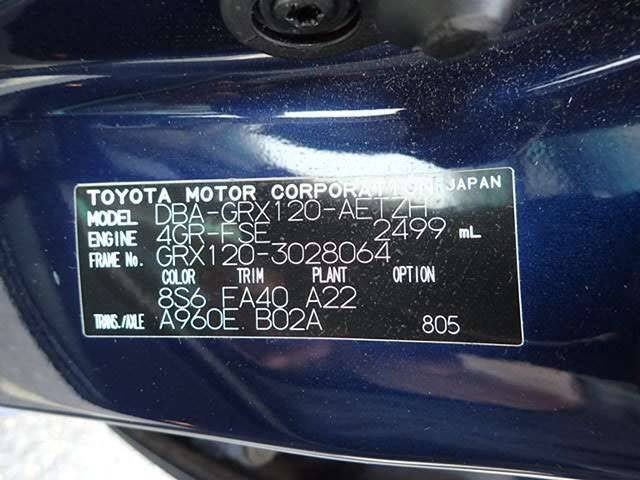 TOYOTA MOTOR CORPORATION JAPAN
MODEL DBA-GRX120-AETZH
ENGINE 4GR-FSE 2499 mL
FRAME No. GRX120-3028064
COLOR TRIM PLANT OPTION
8S6 FA40 A22
TRANS./AXLE A960E B02A 805